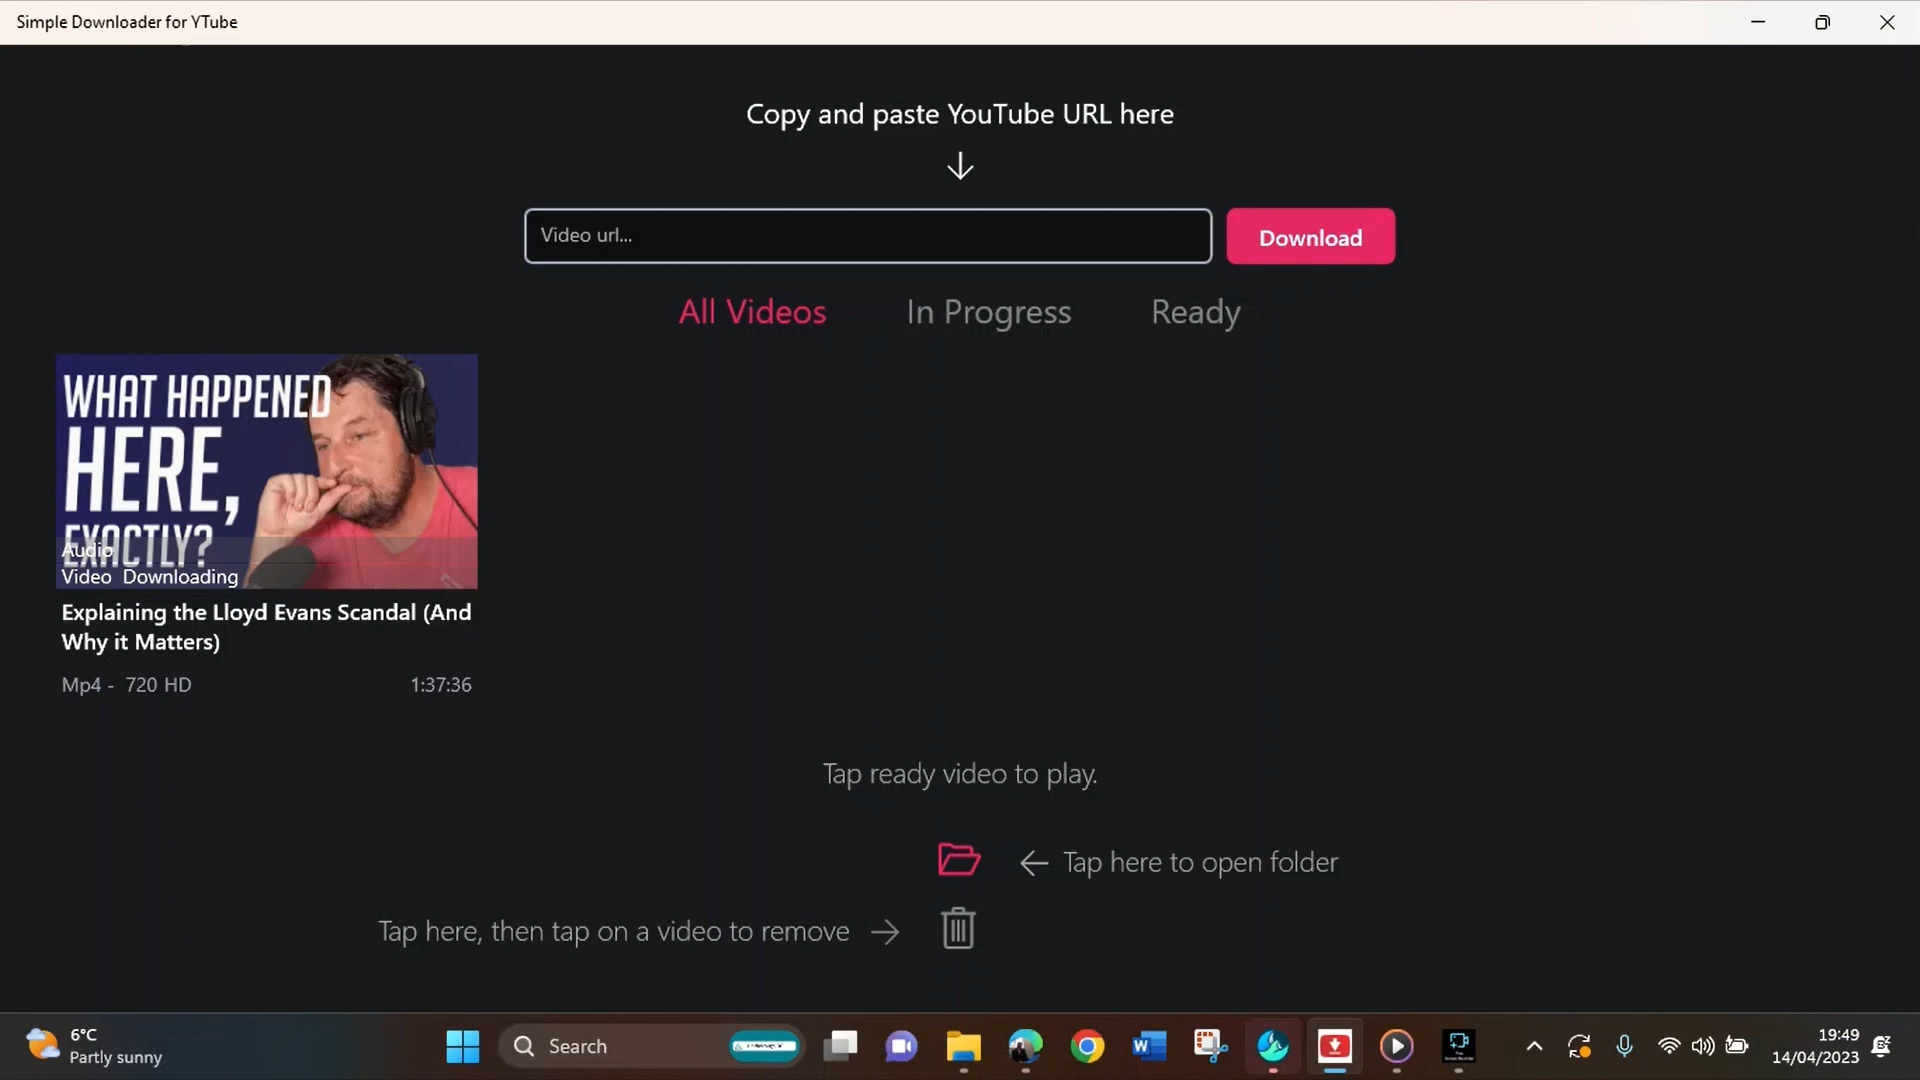 Simple Downloader for YTube
Copy and paste YouTube URL here
Video url...
Download
All Videos
In Progress
Ready
WHAT HAPPENED
HERE,
EXACTLY?
Audio
Video Downloading
Explaining the Lloyd Evans Scandal (And
Why it Matters)
Mp4 - 720 HD
1:37:36
Tap ready video to play.
Tap here to open folder
Tap here, then tap on a video to remove
6°C
Partly sunny
Search
19:49
14/04/2023